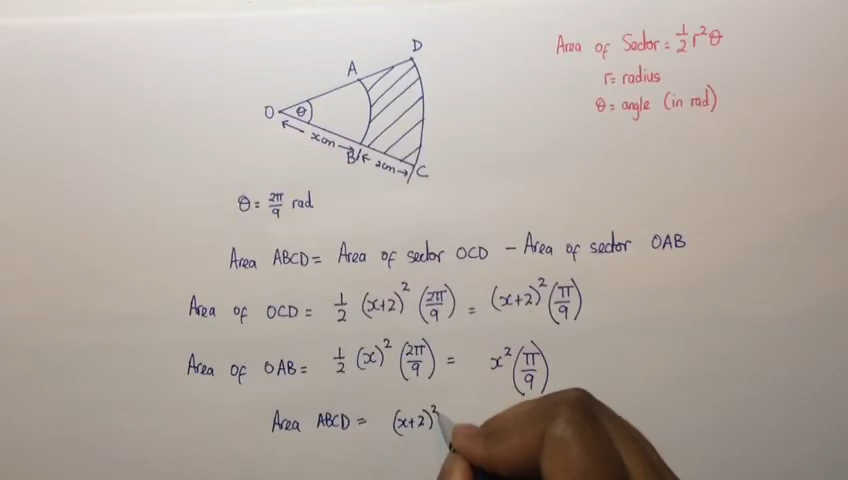 D
A
O
θ
x cm
B
2cm
C
Area of Sector = 1/2 r²θ
r = radius
θ = angle (in rad)
θ = 2π/9 rad
Area ABCD = Area of sector OCD - Area of sector OAB
Area of OCD = 1/2 (x+2)² (2π/9) = (x+2)² (π/9)
Area of OAB = 1/2 (x)² (2π/9) = x² (π/9)
Area ABCD = (x+2)²